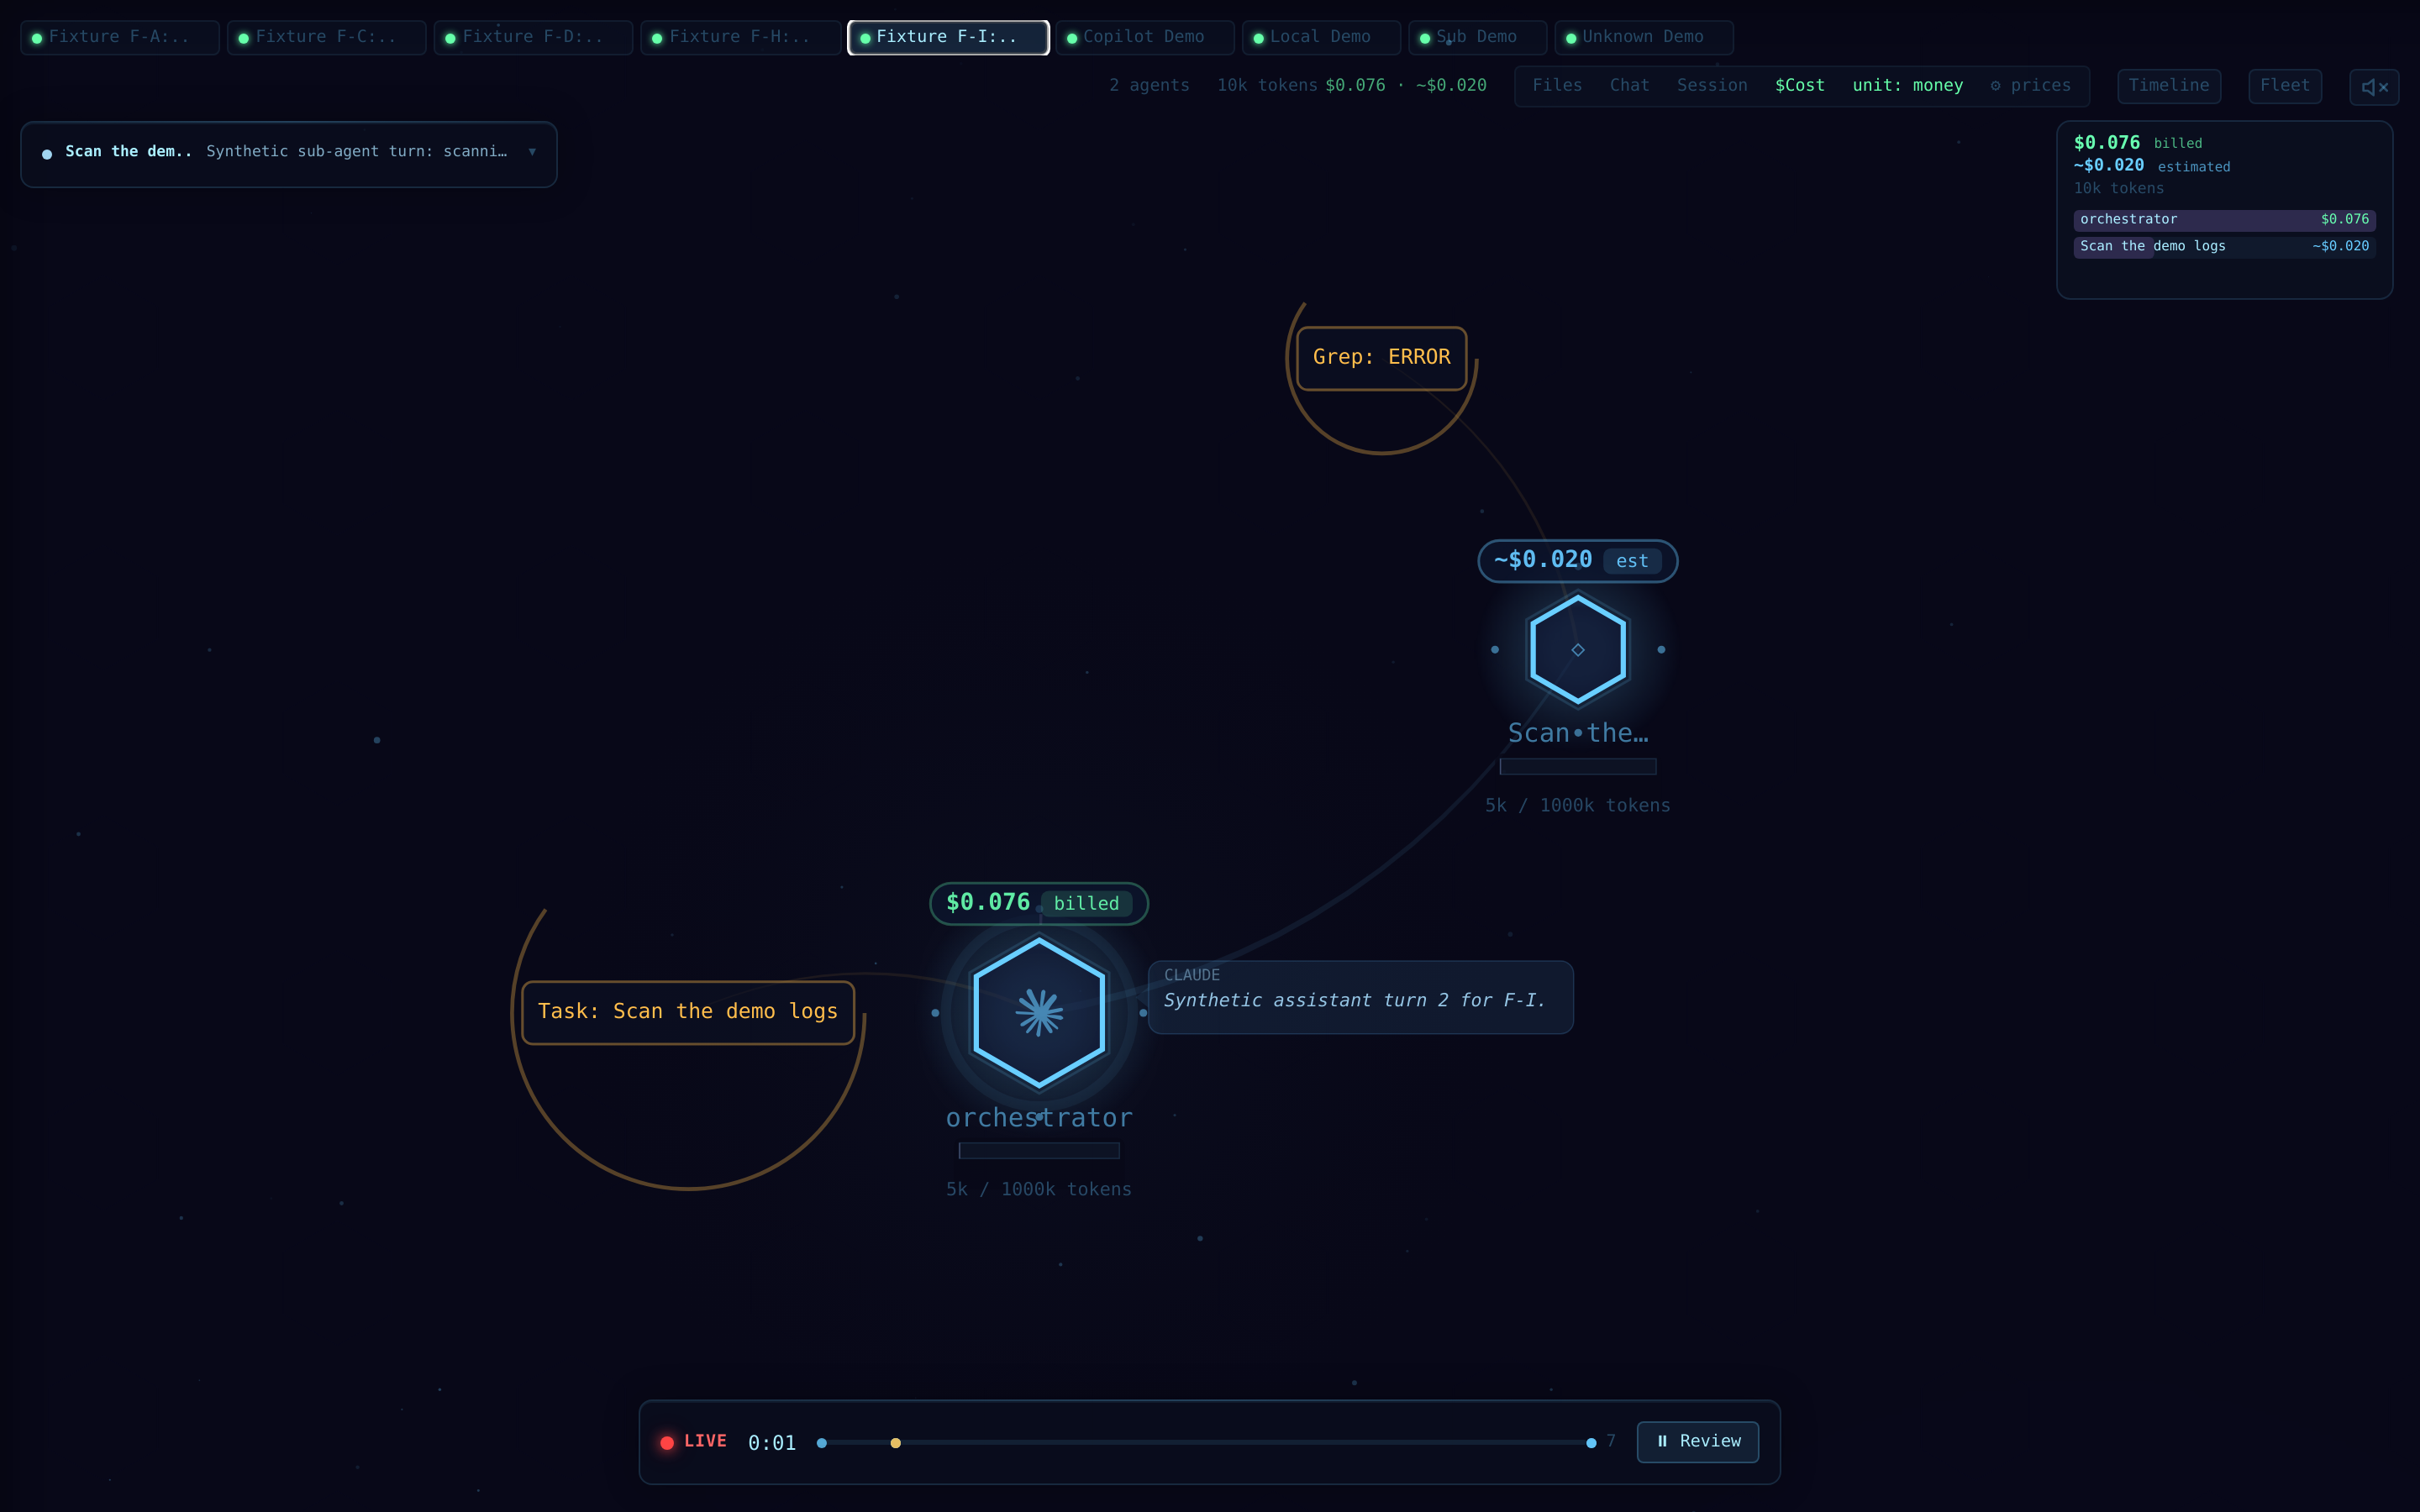 Fixture F-A:.. Fixture F-C:.. Fixture F-D:.. Fixture F-H:.. Fixture F-I:.. Copilot Demo Local Demo Sub Demo Unknown Demo
2 agents 10k tokens $0.076 · ~$0.020 Files Chat Session $Cost unit: money ⚙ prices Timeline Fleet
Scan the dem.. Synthetic sub-agent turn: scanni… ▼
$0.076 billed
~$0.020 estimated
10k tokens
orchestrator $0.076
Scan the demo logs ~$0.020
Grep: ERROR
~$0.020 est
Scan the…
5k / 1000k tokens
$0.076 billed
CLAUDE
Synthetic assistant turn 2 for F-I.
Task: Scan the demo logs
orchestrator
5k / 1000k tokens
LIVE 0:01 7 ⏸ Review